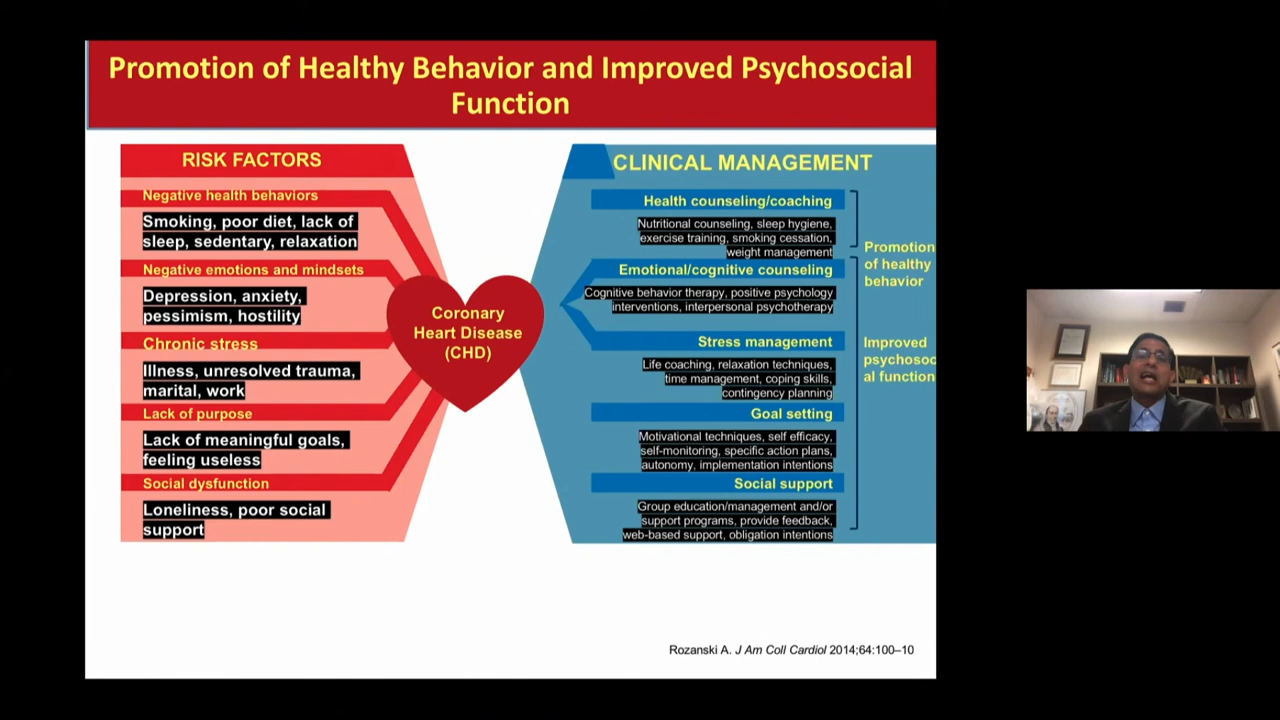 Promotion of Healthy Behavior and Improved Psychosocial
Function
RISK FACTORS
Negative health behaviors
Smoking, poor diet, lack of
sleep, sedentary, relaxation
Negative emotions and mindsets
Depression, anxiety,
pessimism, hostility
Chronic stress
Illness, unresolved trauma,
marital, work
Lack of purpose
Lack of meaningful goals,
feeling useless
Social dysfunction
Loneliness, poor social
support
Coronary
Heart Disease
(CHD)
CLINICAL MANAGEMENT
Health counseling/coaching
Nutritional counseling, sleep hygiene,
exercise training, smoking cessation,
weight management
Emotional/cognitive counseling
Cognitive behavior therapy, positive psychology
interventions, interpersonal psychotherapy
Stress management
Life coaching, relaxation techniques,
time management, coping skills,
contingency planning
Goal setting
Motivational techniques, self efficacy,
self-monitoring, specific action plans,
autonomy, implementation intentions
Social support
Group education/management and/or
support programs, provide feedback,
web-based support, obligation intentions
Promotion
of healthy
behavior
Improved
psychosoc
al function
Rozanski A. J Am Coll Cardiol 2014;64:100–10